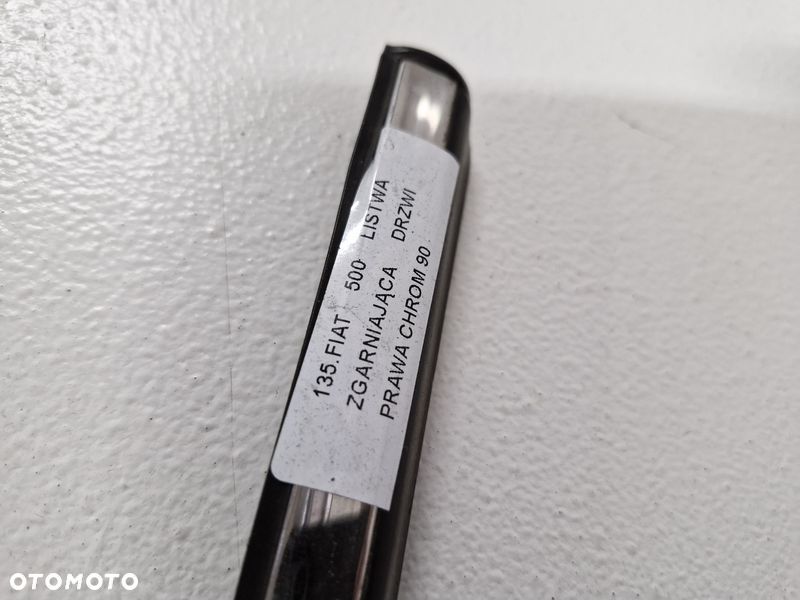 135.FIAT 500 LISTWA
ZGARNIAJĄCA DRZWI
PRAWA CHROM 90
OTOMOTO